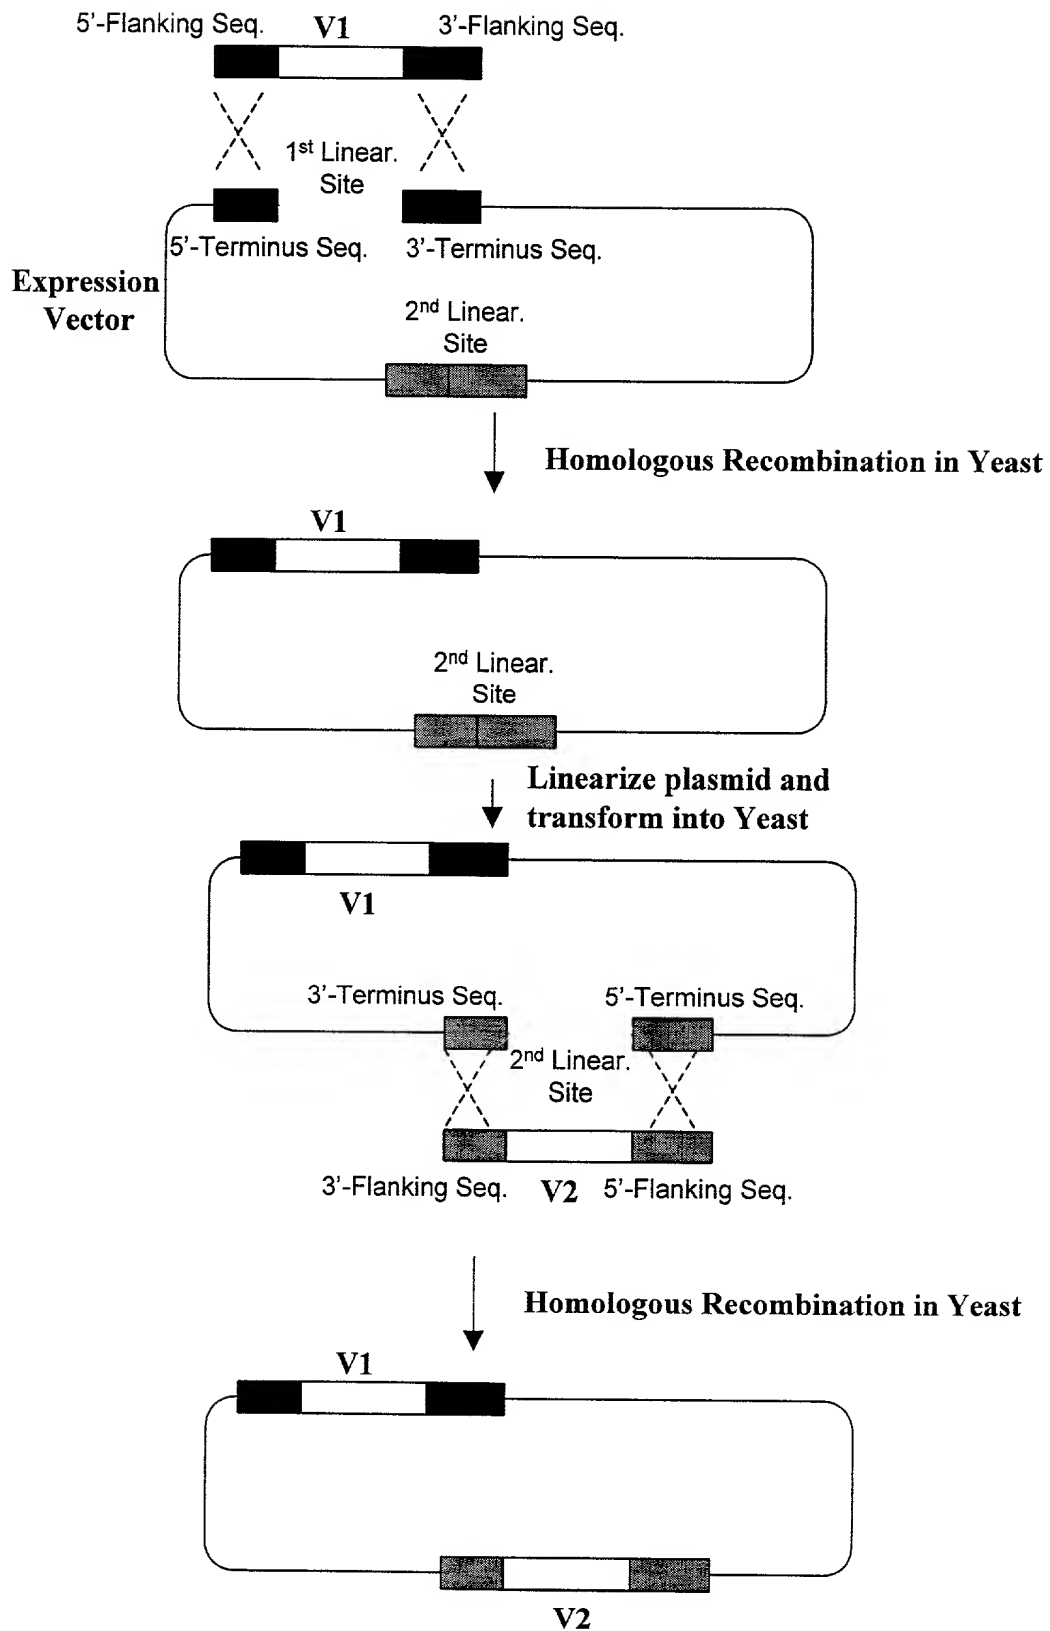 5'-Flanking Seq. V1 3'-Flanking Seq.
1st Linear.
Site
5'-Terminus Seq. 3'-Terminus Seq.
Expression
Vector
2nd Linear.
Site
Homologous Recombination in Yeast
V1
2nd Linear.
Site
Linearize plasmid and
transform into Yeast
V1
3'-Terminus Seq. 5'-Terminus Seq.
2nd Linear.
Site
3'-Flanking Seq. V2 5'-Flanking Seq.
Homologous Recombination in Yeast
V1
V2